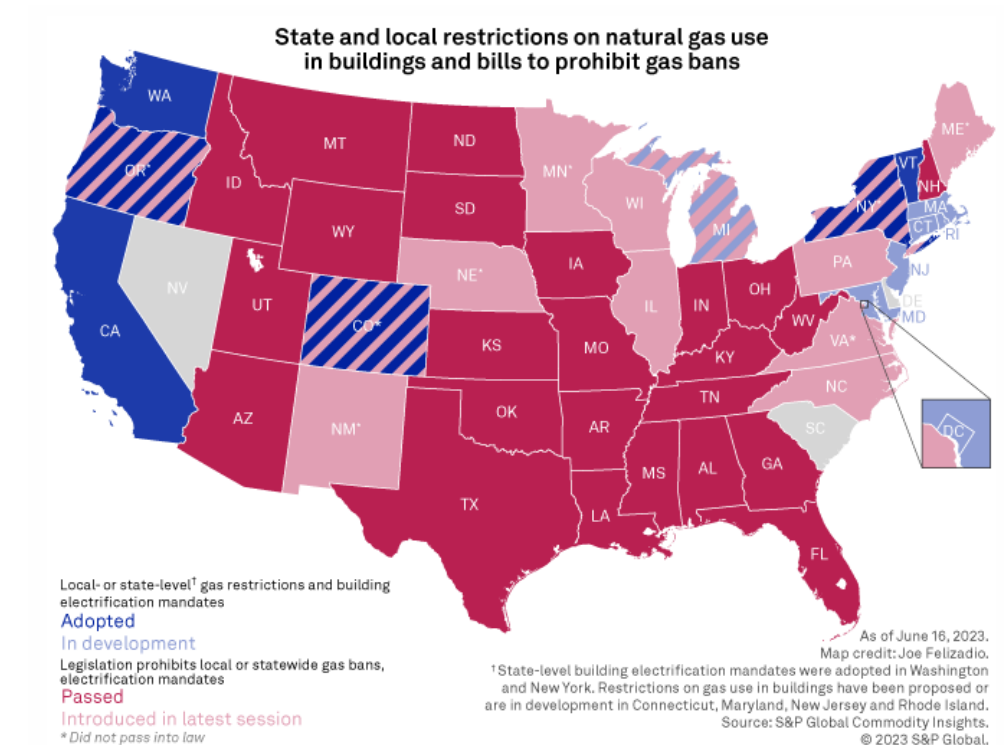 State and local restrictions on natural gas use
in buildings and bills to prohibit gas bans
WA
OR*
CA
NV
ID
MT
WY
UT
AZ
CO*
NM*
ND
SD
NE*
KS
OK
TX
MN*
IA
MO
AR
LA
WI
IL
MI
IN
OH
KY
TN
MS
AL
GA
FL
SC
NC
VA*
WV
PA
NY*
VT
NH
ME*
MA
CT
RI
NJ
DE
MD
DC
Local- or state-level† gas restrictions and building
electrification mandates
Adopted
In development
Legislation prohibits local or statewide gas bans,
electrification mandates
Passed
Introduced in latest session
* Did not pass into law
As of June 16, 2023.
Map credit: Joe Felizadio.
†State-level building electrification mandates were adopted in Washington
and New York. Restrictions on gas use in buildings have been proposed or
are in development in Connecticut, Maryland, New Jersey and Rhode Island.
Source: S&P Global Commodity Insights.
© 2023 S&P Global.